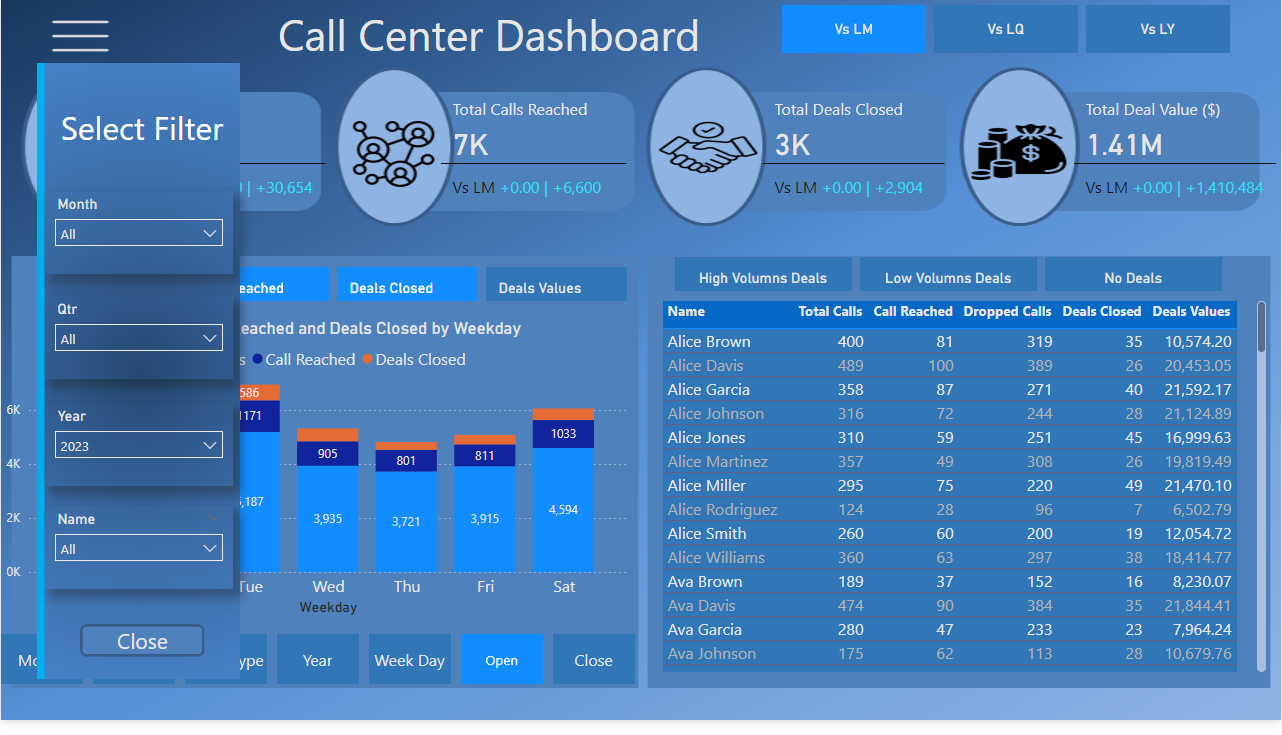 Call Center Dashboard
Vs LM
Vs LQ
Vs LY
Select Filter
Month
All
Qtr
All
Year
2023
Name
All
Close
| +30,654
Total Calls Reached
7K
Vs LM +0.00 | +6,600
Total Deals Closed
3K
Vs LM +0.00 | +2,904
Total Deal Value ($)
1.41M
Vs LM +0.00 | +1,410,484
eached
Deals Closed
Deals Values
eached and Deals Closed by Weekday
s Call Reached Deals Closed
6K
4K
2K
0K
586
1171
,187
905
3,935
801
3,721
811
3,915
1033
4,594
Tue Wed Thu Fri Sat
Weekday
Mo
ype
Year
Week Day
Open
Close
High Volumns Deals
Low Volumns Deals
No Deals
Name Total Calls Call Reached Dropped Calls Deals Closed Deals Values
Alice Brown 400 81 319 35 10,574.20
Alice Davis 489 100 389 26 20,453.05
Alice Garcia 358 87 271 40 21,592.17
Alice Johnson 316 72 244 28 21,124.89
Alice Jones 310 59 251 45 16,999.63
Alice Martinez 357 49 308 26 19,819.49
Alice Miller 295 75 220 49 21,470.10
Alice Rodriguez 124 28 96 7 6,502.79
Alice Smith 260 60 200 19 12,054.72
Alice Williams 360 63 297 38 18,414.77
Ava Brown 189 37 152 16 8,230.07
Ava Davis 474 90 384 35 21,844.41
Ava Garcia 280 47 233 23 7,964.24
Ava Johnson 175 62 113 28 10,679.76